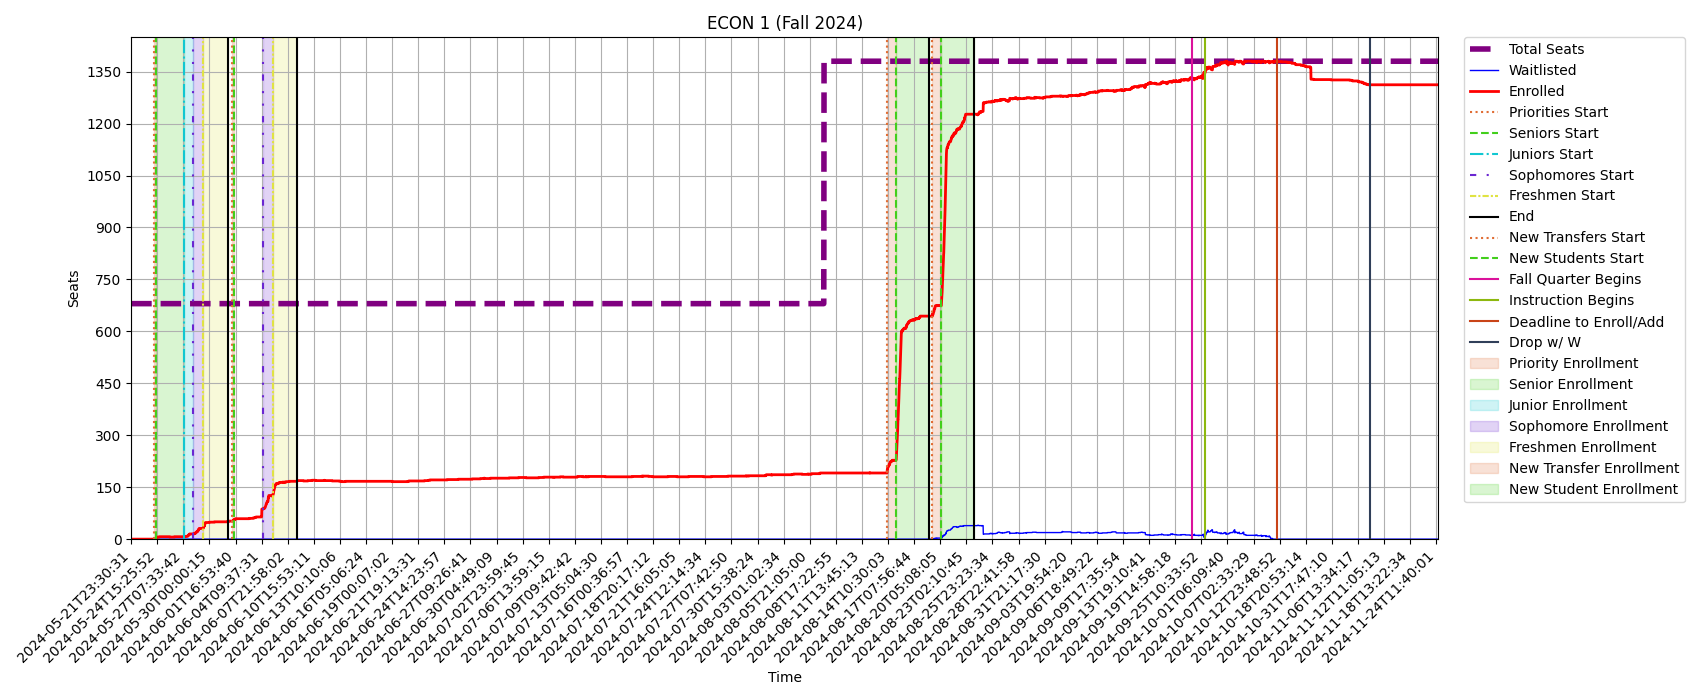 ECON 1 (Fall 2024)
Seats
1350
1200
1050
900
750
600
450
300
150
0
2024-05-21T23:30:31
2024-05-24T15:25:52
2024-05-27T07:33:42
2024-05-30T00:00:15
2024-06-01T16:53:40
2024-06-04T09:37:31
2024-06-07T21:58:02
2024-06-10T15:53:11
2024-06-13T10:10:06
2024-06-16T05:06:24
2024-06-19T00:07:02
2024-06-21T19:13:31
2024-06-24T14:23:57
2024-06-27T09:26:41
2024-06-30T04:49:09
2024-07-02T23:59:45
2024-07-06T13:59:15
2024-07-09T09:42:42
2024-07-13T05:04:30
2024-07-16T00:36:57
2024-07-18T20:17:12
2024-07-21T16:05:05
2024-07-24T12:14:34
2024-07-27T07:42:50
2024-07-30T15:38:24
2024-08-03T01:02:34
2024-08-05T21:05:00
2024-08-08T17:22:55
2024-08-11T13:45:13
2024-08-14T10:30:03
2024-08-17T07:56:44
2024-08-20T05:08:05
2024-08-23T02:10:45
2024-08-25T23:23:34
2024-08-28T22:41:58
2024-08-31T21:17:30
2024-09-03T19:54:20
2024-09-06T18:49:22
2024-09-09T17:35:54
2024-09-13T19:10:41
2024-09-19T14:58:18
2024-09-25T10:33:52
2024-10-01T06:09:40
2024-10-07T02:33:29
2024-10-12T23:48:52
2024-10-18T20:53:14
2024-10-31T17:47:10
2024-11-06T13:34:17
2024-11-12T11:05:13
2024-11-18T13:22:34
2024-11-24T11:40:01
Time
Total Seats
Waitlisted
Enrolled
Priorities Start
Seniors Start
Juniors Start
Sophomores Start
Freshmen Start
End
New Transfers Start
New Students Start
Fall Quarter Begins
Instruction Begins
Deadline to Enroll/Add
Drop w/ W
Priority Enrollment
Senior Enrollment
Junior Enrollment
Sophomore Enrollment
Freshmen Enrollment
New Transfer Enrollment
New Student Enrollment